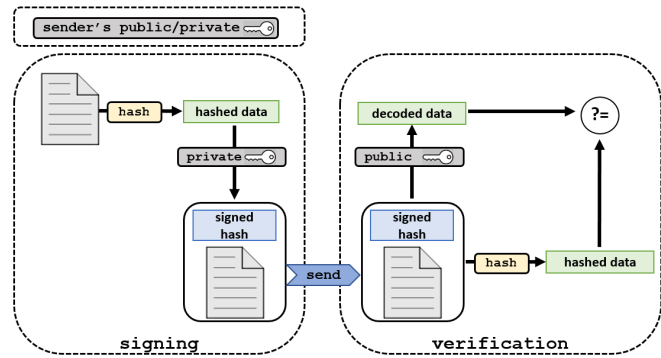 sender's public/private
hash
hashed data
private
signed
hash
send
signing
decoded data
?=
public
signed
hash
hash
hashed data
verification